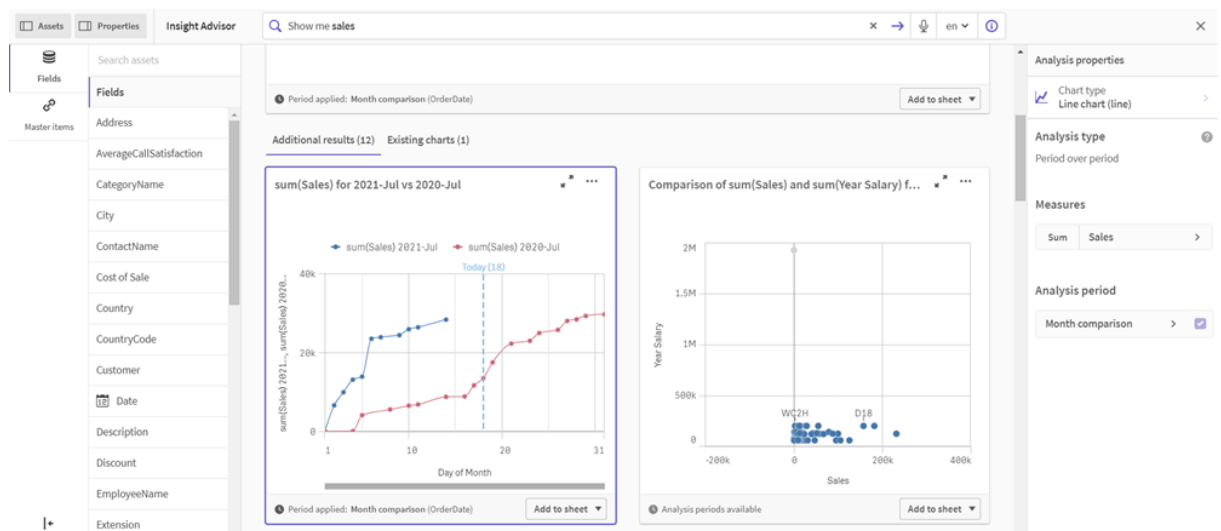 Assets
Properties
Insight Advisor
Show me sales
en
Fields
Master items
Search assets
Fields
Address
AverageCallSatisfaction
CategoryName
City
ContactName
Cost of Sale
Country
CountryCode
Customer
Date
Description
Discount
EmployeeName
Extension
Period applied: Month comparison (OrderDate)
Add to sheet
Additional results (12)
Existing charts (1)
sum(Sales) for 2021-Jul vs 2020-Jul
sum(Sales) 2021-Jul
sum(Sales) 2020-Jul
Today (18)
sum(Sales) 2021..., sum(Sales) 2020...
40k
20k
0
1
10
20
31
Day of Month
Period applied: Month comparison (OrderDate)
Add to sheet
Comparison of sum(Sales) and sum(Year Salary) f...
2M
1.5M
1M
500k
0
Year Salary
WC2H
D18
-200k
0
200k
400k
Sales
Analysis periods available
Add to sheet
Analysis properties
Chart type
Line chart (line)
Analysis type
Period over period
Measures
Sum
Sales
Analysis period
Month comparison